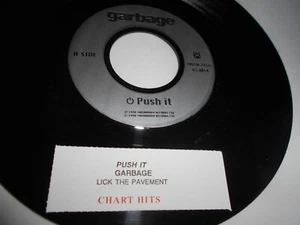 garbage
A SIDE
Push it
PUSH IT
GARBAGE
LICK THE PAVEMENT
CHART HITS